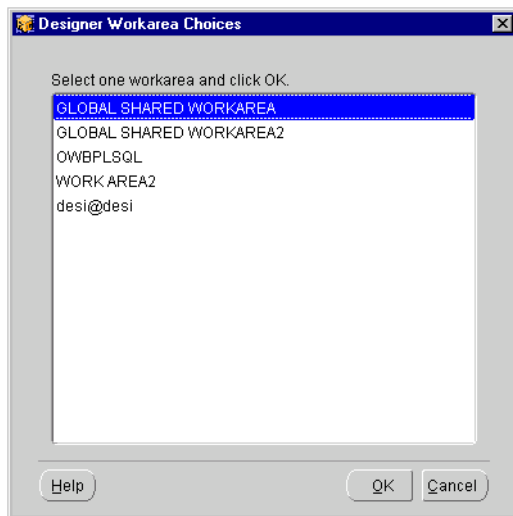 Designer Workarea Choices
Select one workarea and click OK.
GLOBAL SHARED WORKAREA
GLOBAL SHARED WORKAREA2
OWBPLSQL
WORK AREA2
desi@desi
Help OK Cancel